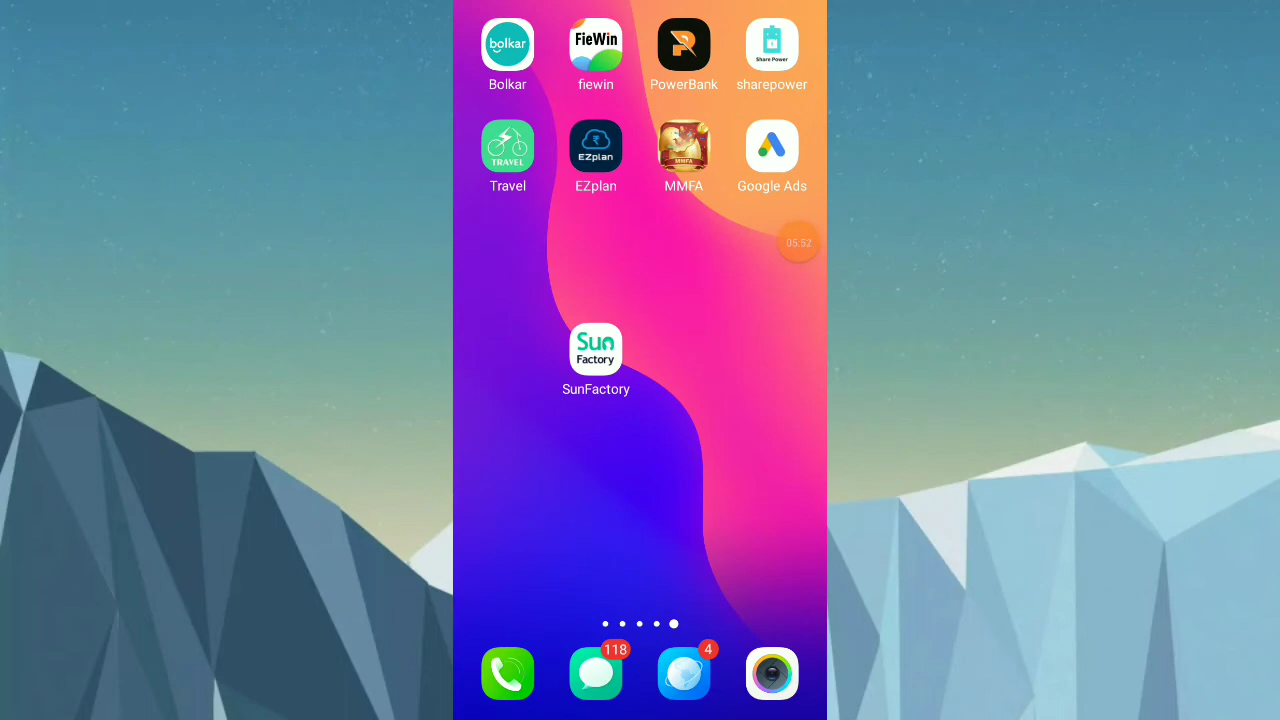 bolkar
FieWin
Share Power
Bolkar
fiewin
PowerBank
sharepower
TRAVEL
EZplan
MMFA
Travel
EZplan
MMFA
Google Ads
05:52
Sun
Factory
SunFactory
118
4